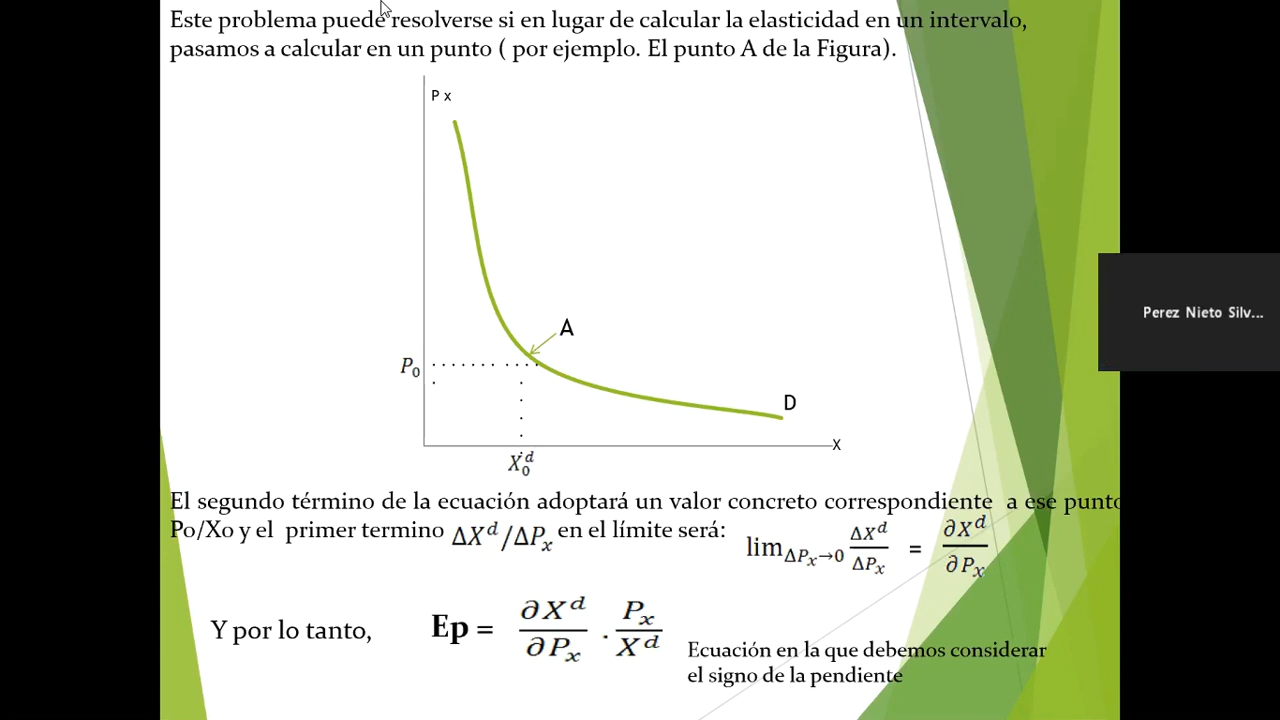 Este problema puede resolverse si en lugar de calcular la elasticidad en un intervalo,
pasamos a calcular en un punto ( por ejemplo. El punto A de la Figura).
P x
A
P₀
D
X
X₀ᵈ
El segundo término de la ecuación adoptará un valor concreto correspondiente a ese punto
Po/Xo y el primer termino ΔXᵈ/ΔPₓ en el límite será: lim ΔPₓ→0 ΔXᵈ/ΔPₓ = ∂Xᵈ/∂Pₓ
Y por lo tanto, Ep = ∂Xᵈ/∂Pₓ . Pₓ/Xᵈ
Ecuación en la que debemos considerar
el signo de la pendiente
Perez Nieto Silv...